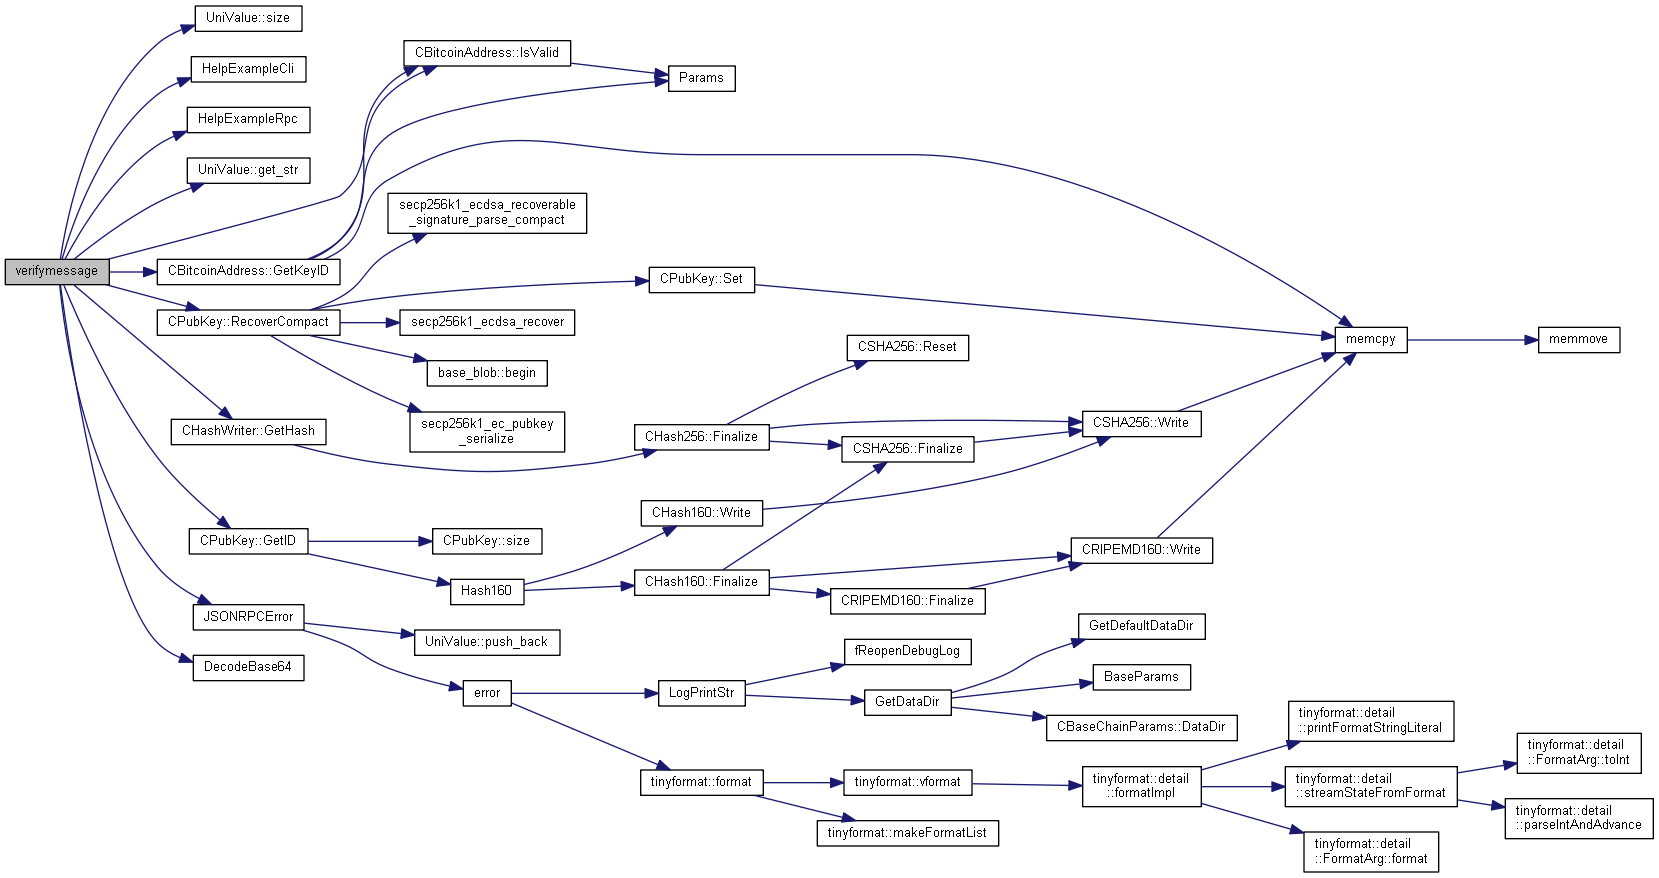 UniValue::size
HelpExampleCli
HelpExampleRpc
UniValue::get_str
verifymessage
CBitcoinAddress::GetKeyID
CPubKey::RecoverCompact
CHashWriter::GetHash
CPubKey::GetID
JSONRPCError
DecodeBase64
CBitcoinAddress::IsValid
Params
secp256k1_ecdsa_recoverable
_signature_parse_compact
secp256k1_ecdsa_recover
base_blob::begin
secp256k1_ec_pubkey
_serialize
CPubKey::size
Hash160
UniValue::push_back
error
CPubKey::Set
CHash256::Finalize
CHash160::Write
CHash160::Finalize
LogPrintStr
tinyformat::format
CSHA256::Reset
CSHA256::Finalize
CRIPEMD160::Finalize
fReopenDebugLog
GetDataDir
tinyformat::vformat
tinyformat::makeFormatList
CSHA256::Write
CRIPEMD160::Write
GetDefaultDataDir
BaseParams
CBaseChainParams::DataDir
tinyformat::detail
::formatImpl
memcpy
memmove
tinyformat::detail
::printFormatStringLiteral
tinyformat::detail
::streamStateFromFormat
tinyformat::detail
::FormatArg::format
tinyformat::detail
::FormatArg::toInt
tinyformat::detail
::parseIntAndAdvance